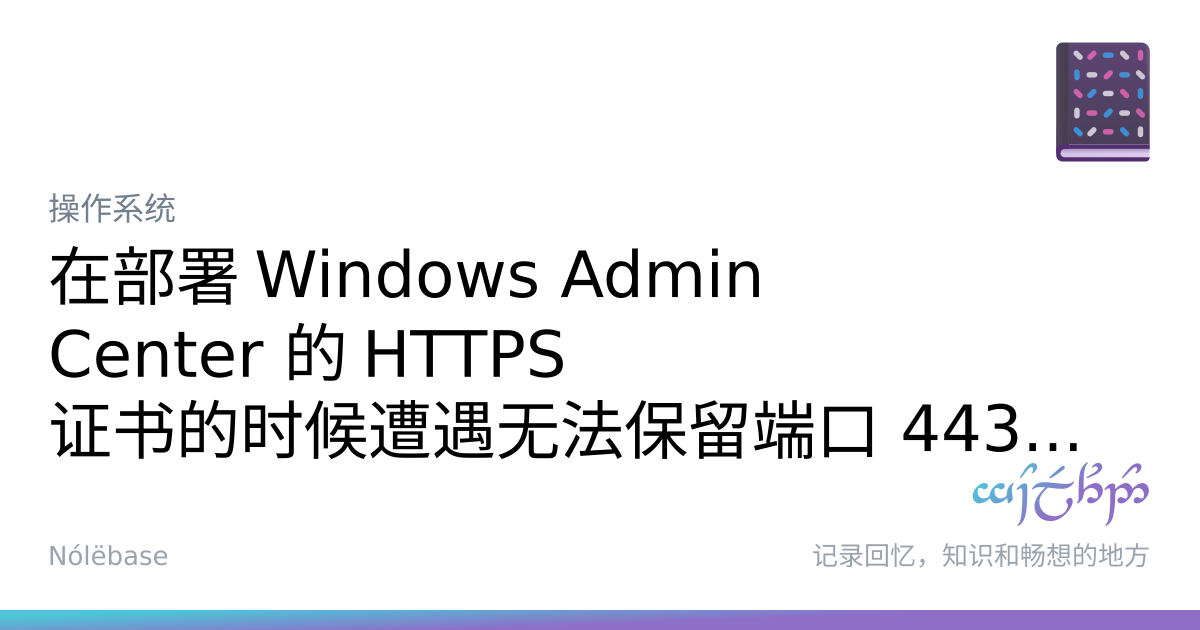 操作系统
在部署 Windows Admin
Center 的 HTTPS
证书的时候遭遇无法保留端口 443...
Nólëbase
记录回忆，知识和畅想的地方